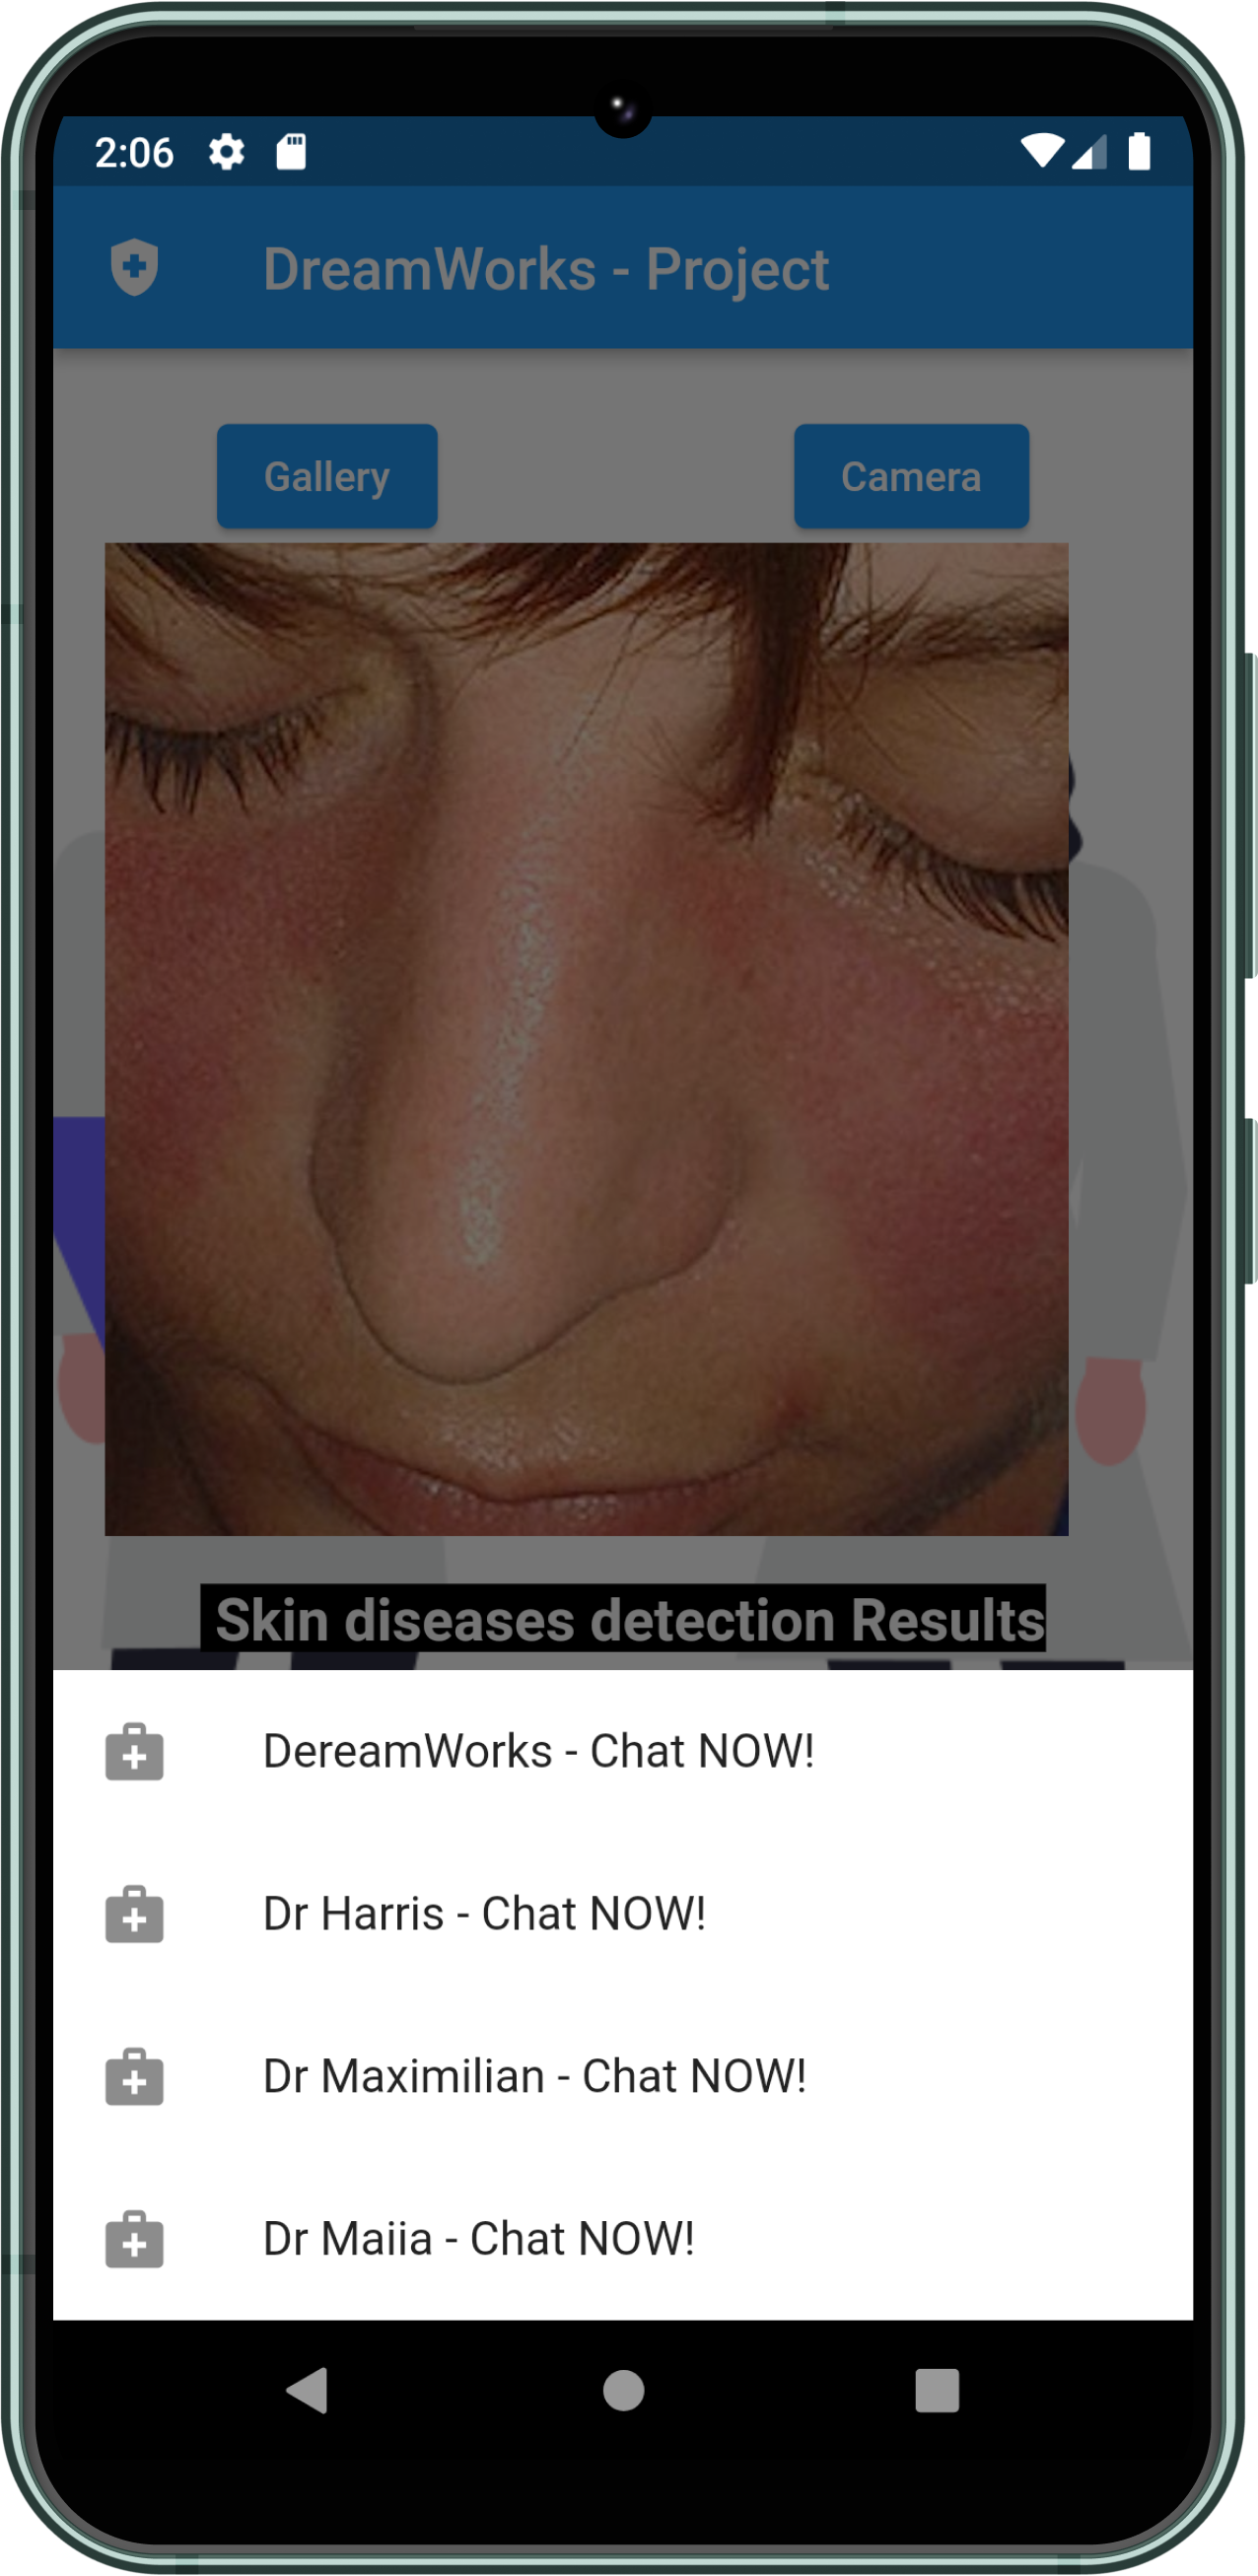 2:06
DreamWorks - Project
Gallery
Camera
Skin diseases detection Results
DereamWorks - Chat NOW!
Dr Harris - Chat NOW!
Dr Maximilian - Chat NOW!
Dr Maiia - Chat NOW!